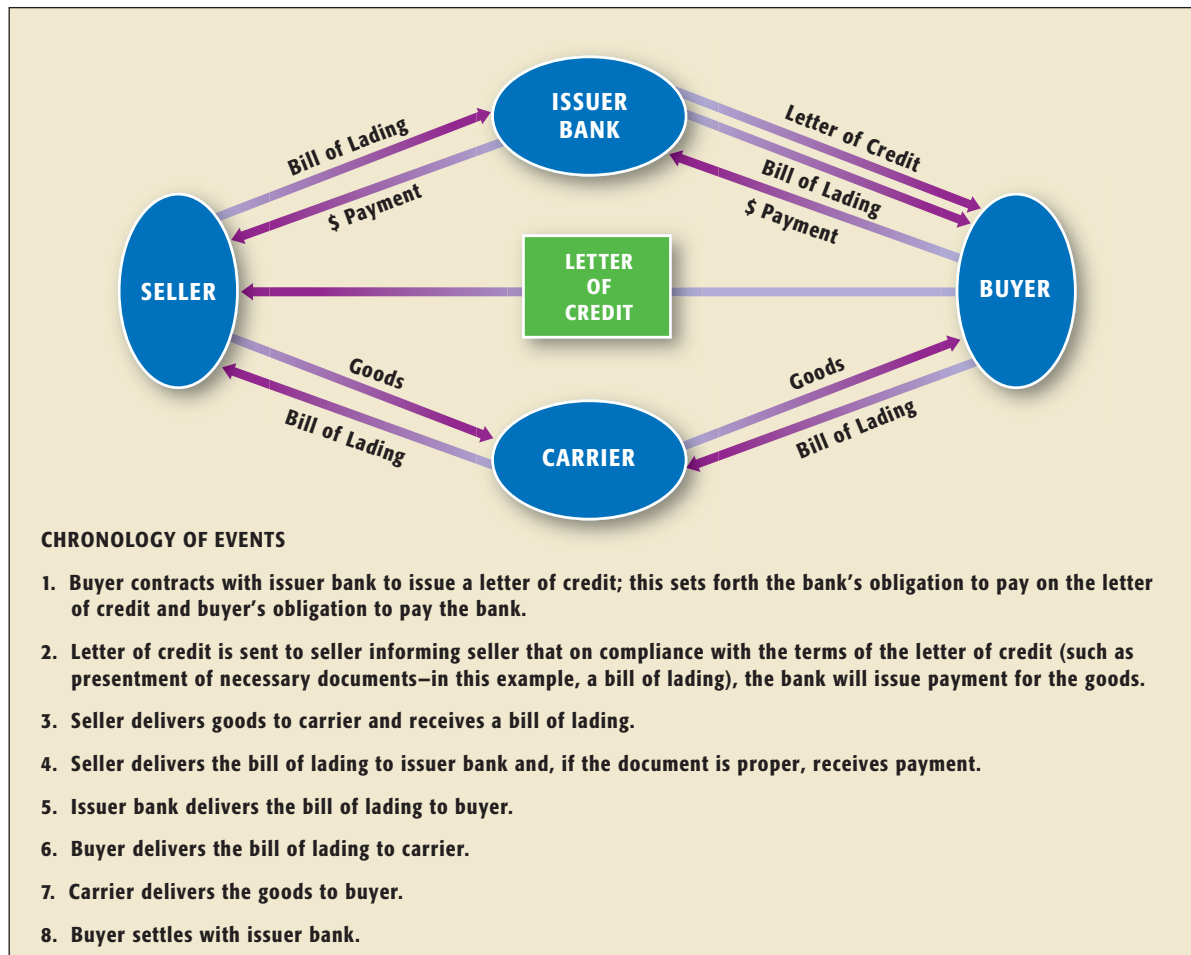 ISSUER
BANK
Letter of Credit
Bill of Lading
Bill of Lading
$ Payment
$ Payment
SELLER
LETTER
OF
CREDIT
BUYER
Goods
Goods
Bill of Lading
Bill of Lading
CARRIER
CHRONOLOGY OF EVENTS
1. Buyer contracts with issuer bank to issue a letter of credit; this sets forth the bank's obligation to pay on the letter
of credit and buyer's obligation to pay the bank.
2. Letter of credit is sent to seller informing seller that on compliance with the terms of the letter of credit (such as
presentment of necessary documents—in this example, a bill of lading), the bank will issue payment for the goods.
3. Seller delivers goods to carrier and receives a bill of lading.
4. Seller delivers the bill of lading to issuer bank and, if the document is proper, receives payment.
5. Issuer bank delivers the bill of lading to buyer.
6. Buyer delivers the bill of lading to carrier.
7. Carrier delivers the goods to buyer.
8. Buyer settles with issuer bank.